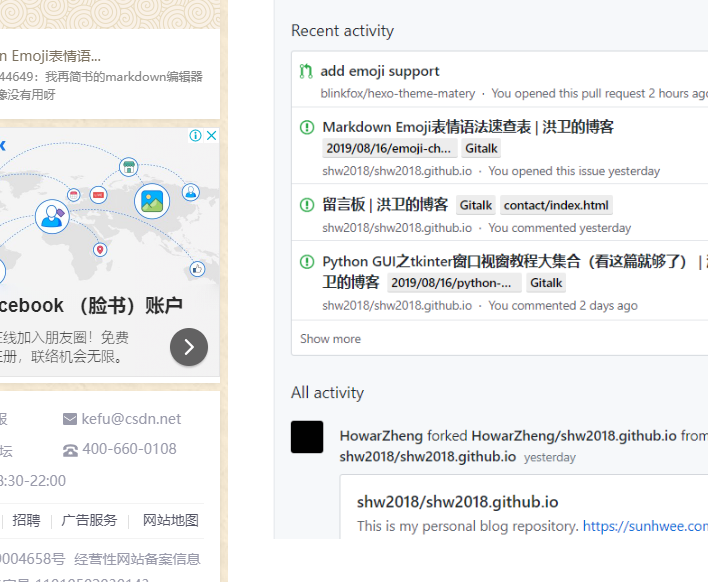 n Emoji表情语...
44649：我再简书的markdown编辑器
像没有用呀
cebook （脸书）账户
在线加入朋友圈！免费
注册，联络机会无限。
报
kefu@csdn.net
坛
400-660-0108
8:30-22:00
招聘
广告服务
网站地图
9004658号 经营性网站备案信息
Recent activity
add emoji support
blinkfox/hexo-theme-matery · You opened this pull request 2 hours ago
Markdown Emoji表情语法速查表 | 洪卫的博客
2019/08/16/emoji-ch... Gitalk
shw2018/shw2018.github.io · You opened this issue yesterday
留言板 | 洪卫的博客 Gitalk contact/index.html
shw2018/shw2018.github.io · You commented yesterday
Python GUI之tkinter窗口视窗教程大集合（看这篇就够了） |
卫的博客 2019/08/16/python-... Gitalk
shw2018/shw2018.github.io · You commented 2 days ago
Show more
All activity
HowarZheng forked HowarZheng/shw2018.github.io from
shw2018/shw2018.github.io yesterday
shw2018/shw2018.github.io
This is my personal blog repository. https://sunhwee.com